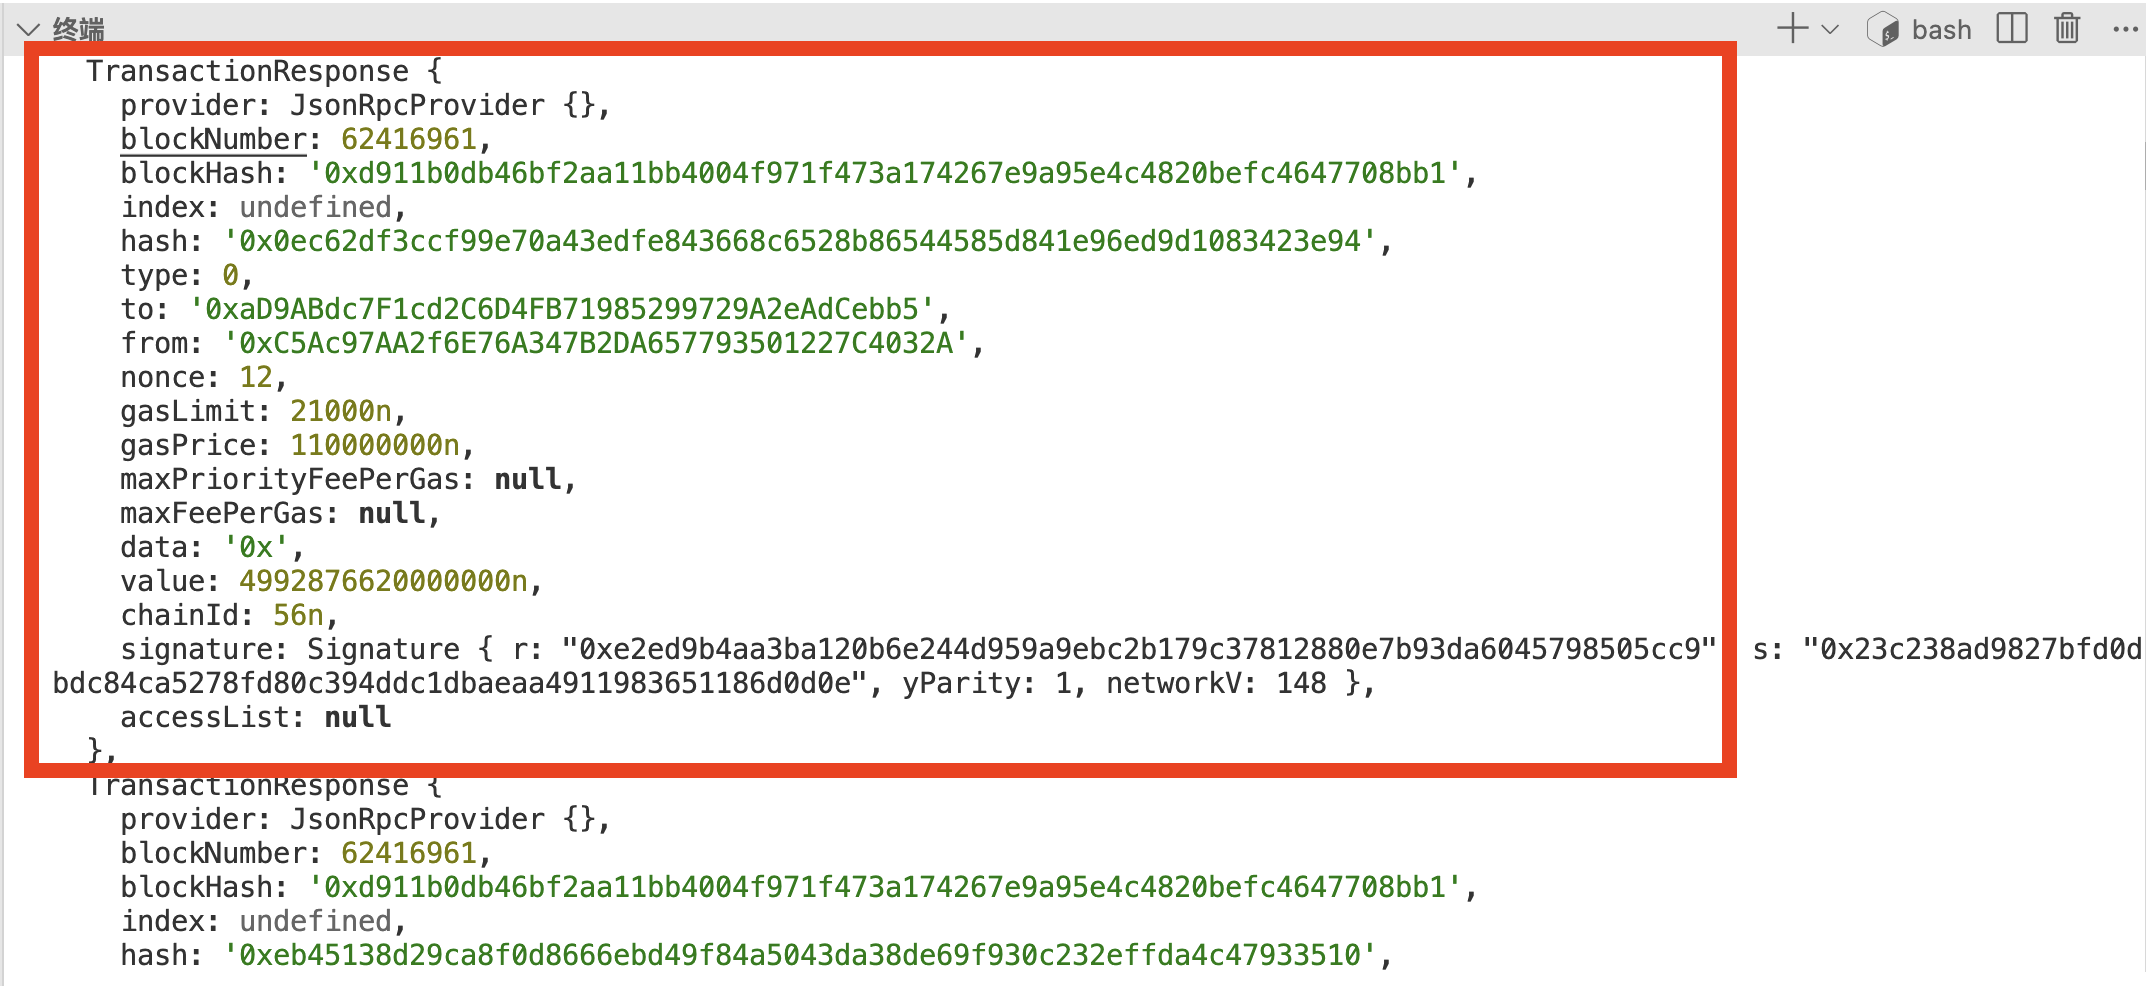 终端
bash
TransactionResponse {
provider: JsonRpcProvider {},
blockNumber: 62416961,
blockHash: '0xd911b0db46bf2aa11bb4004f971f473a174267e9a95e4c4820befc4647708bb1',
index: undefined,
hash: '0x0ec62df3ccf99e70a43edfe843668c6528b86544585d841e96ed9d1083423e94',
type: 0,
to: '0xaD9ABdc7F1cd2C6D4FB71985299729A2eAdCebb5',
from: '0xC5Ac97AA2f6E76A347B2DA657793501227C4032A',
nonce: 12,
gasLimit: 21000n,
gasPrice: 110000000n,
maxPriorityFeePerGas: null,
maxFeePerGas: null,
data: '0x',
value: 4992876620000000n,
chainId: 56n,
signature: Signature { r: "0xe2ed9b4aa3ba120b6e244d959a9ebc2b179c37812880e7b93da6045798505cc9" s: "0x23c238ad9827bfd0d
bdc84ca5278fd80c394ddc1dbaeaa4911983651186d0d0e", yParity: 1, networkV: 148 },
accessList: null
},
TransactionResponse {
provider: JsonRpcProvider {},
blockNumber: 62416961,
blockHash: '0xd911b0db46bf2aa11bb4004f971f473a174267e9a95e4c4820befc4647708bb1',
index: undefined,
hash: '0xeb45138d29ca8f0d8666ebd49f84a5043da38de69f930c232effda4c47933510',